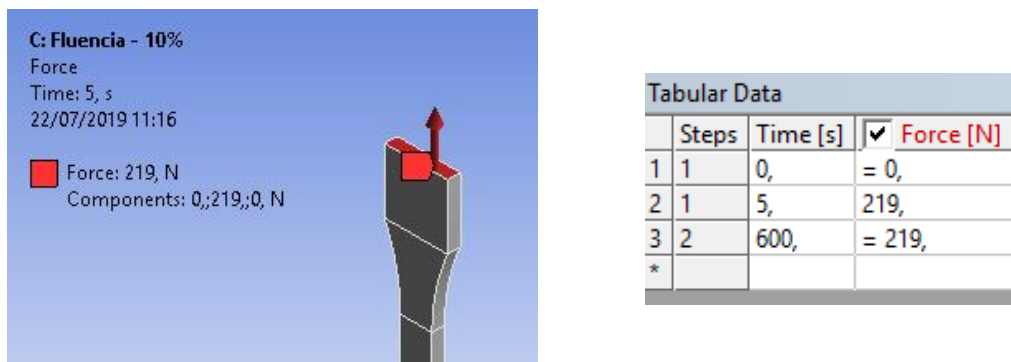 C: Fluencia - 10%
Force
Time: 5, s
22/07/2019 11:16
Force: 219, N
Components: 0,;219,;0, N
Tabular Data
Steps Time [s] Force [N]
1 1 0, = 0,
2 1 5, 219,
3 2 600, = 219,
*